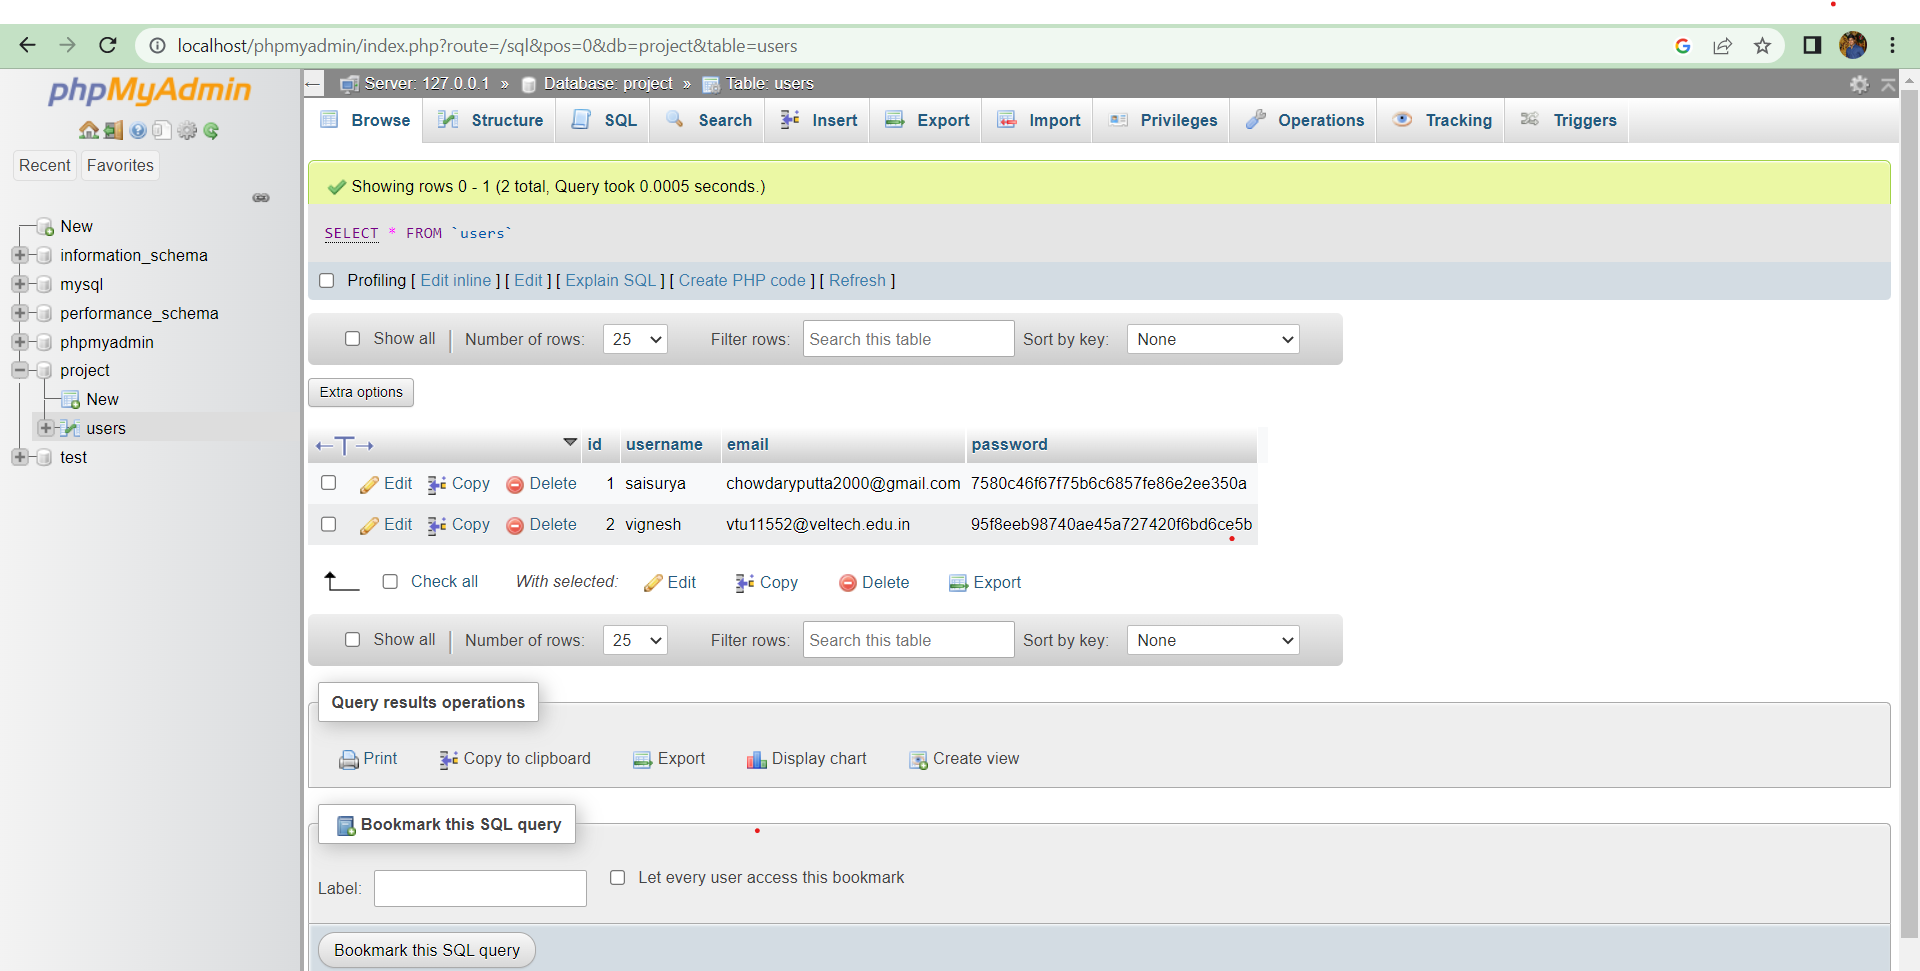 localhost/phpmyadmin/index.php?route=/sql&pos=0&db=project&table=users
phpMyAdmin
Recent Favorites
New
information_schema
mysql
performance_schema
phpmyadmin
project
New
users
test
Server: 127.0.0.1 » Database: project » Table: users
Browse Structure SQL Search Insert Export Import Privileges Operations Tracking Triggers
Showing rows 0 - 1 (2 total, Query took 0.0005 seconds.)
SELECT * FROM `users`
Profiling [ Edit inline ] [ Edit ] [ Explain SQL ] [ Create PHP code ] [ Refresh ]
Show all Number of rows: 25 Filter rows: Search this table Sort by key: None
Extra options
←T→ id username email password
Edit Copy Delete 1 saisurya chowdaryputta2000@gmail.com 7580c46f67f75b6c6857fe86e2ee350a
Edit Copy Delete 2 vignesh vtu11552@veltech.edu.in 95f8eeb98740ae45a727420f6bd6ce5b
Check all With selected: Edit Copy Delete Export
Show all Number of rows: 25 Filter rows: Search this table Sort by key: None
Query results operations
Print Copy to clipboard Export Display chart Create view
Bookmark this SQL query
Label: Let every user access this bookmark
Bookmark this SQL query